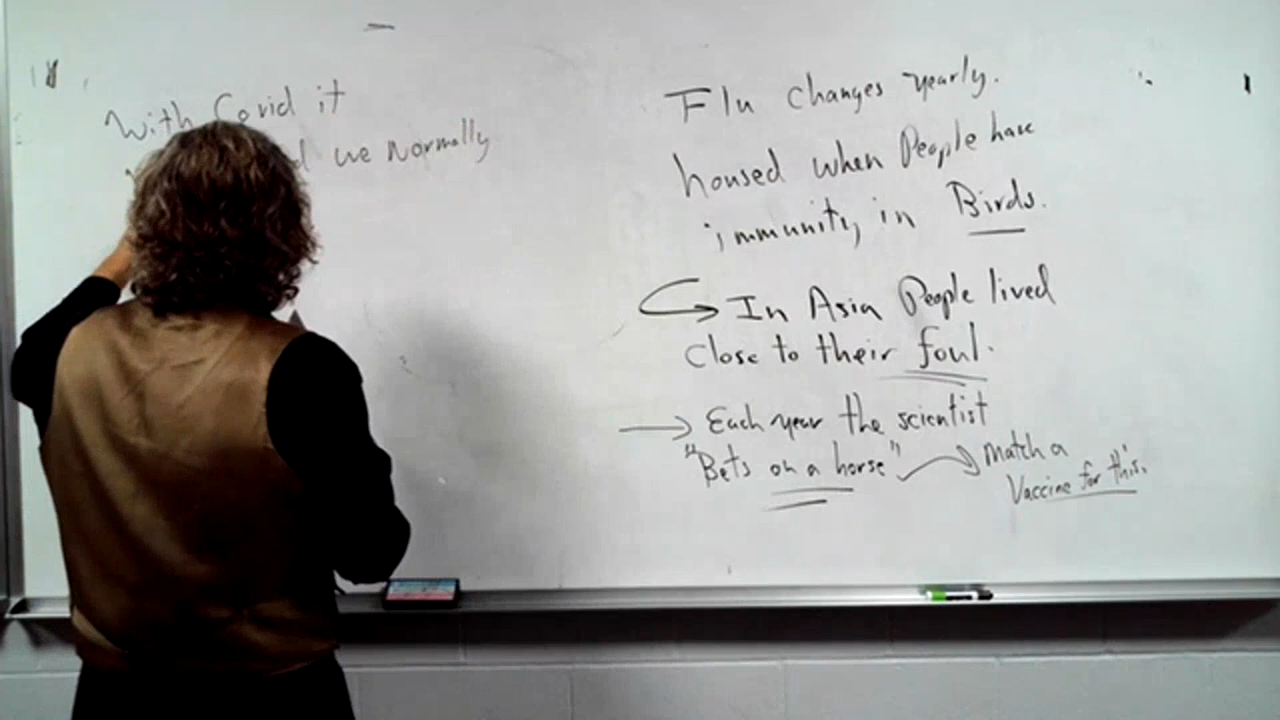 With Covid it
we normally
Flu changes yearly.
housed when People have
immunity in Birds.
In Asia People lived
close to their foul.
Each year the scientist
"Bets on a horse"
Match a
Vaccine for this.